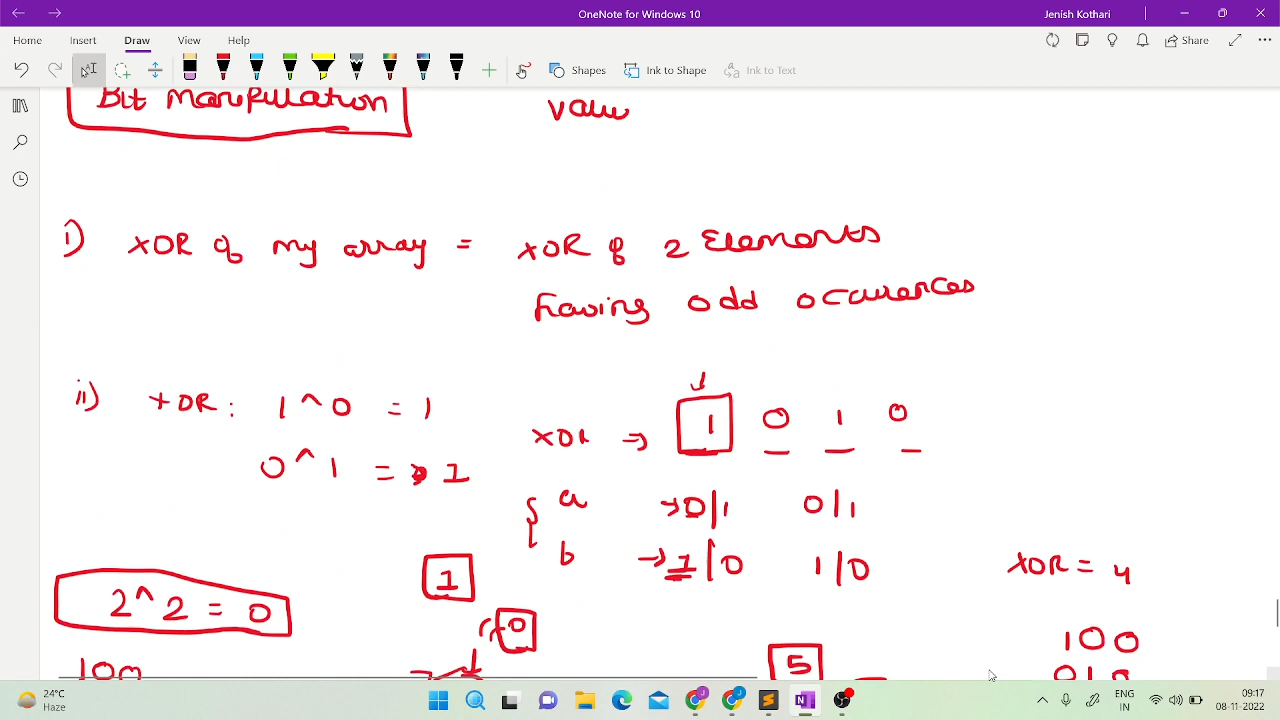 OneNote for Windows 10
Jenish Kothari
Home Insert Draw View Help
Share
Shapes Ink to Shape Ink to Text
Bit Manipulation
value
i) XOR of my array = XOR of 2 Elements
having odd occurences
ii) XOR : 1 ^ 0 = 1
0 ^ 1 = 1
XOR → 1 0 1 0
a → 0|1 0|1
b → 1|0 1|0
XOR = 4
1
2 ^ 2 = 0
0
100
5
24°C
Haze
ENG
IN
09:17
08-11-2022